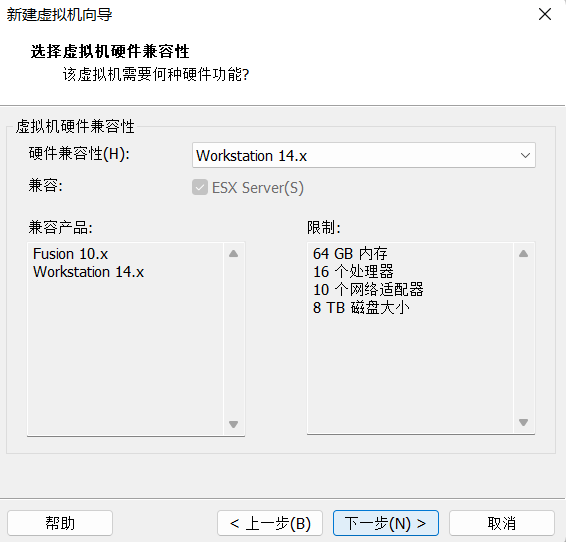 新建虚拟机向导
选择虚拟机硬件兼容性
该虚拟机需要何种硬件功能?
虚拟机硬件兼容性
硬件兼容性(H): Workstation 14.x
兼容: ESX Server(S)
兼容产品:
Fusion 10.x
Workstation 14.x
限制:
64 GB 内存
16 个处理器
10 个网络适配器
8 TB 磁盘大小
帮助 < 上一步(B) 下一步(N) > 取消